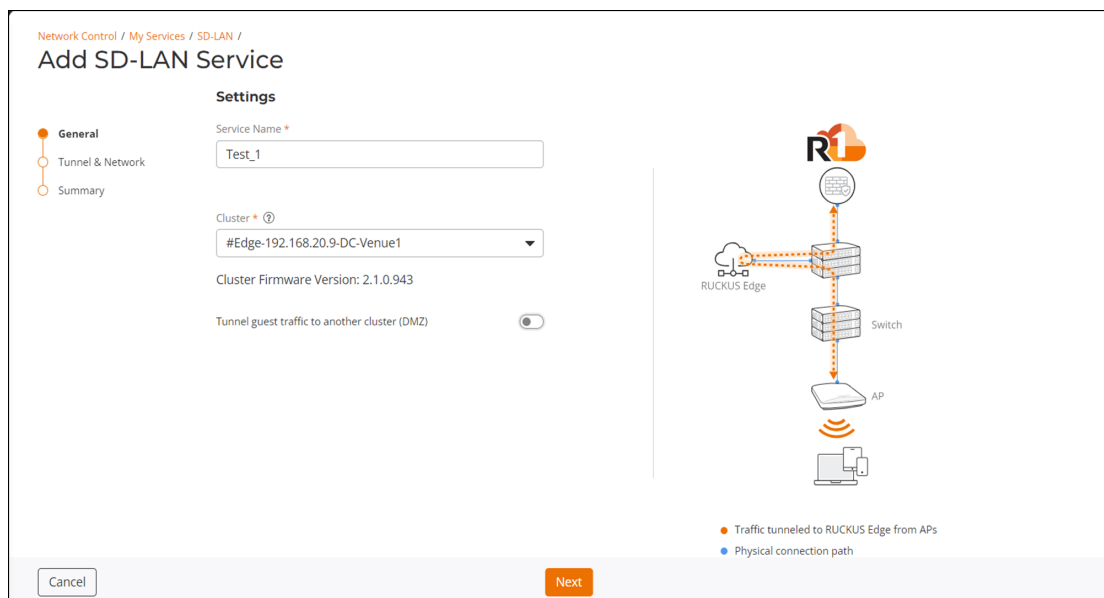 Network Control / My Services / SD-LAN /
Add SD-LAN Service
Settings
General
Tunnel & Network
Summary
Service Name *
Test_1
Cluster * ?
#Edge-192.168.20.9-DC-Venue1
Cluster Firmware Version: 2.1.0.943
Tunnel guest traffic to another cluster (DMZ)
R1
RUCKUS Edge
Switch
AP
Traffic tunneled to RUCKUS Edge from APs
Physical connection path
Cancel
Next